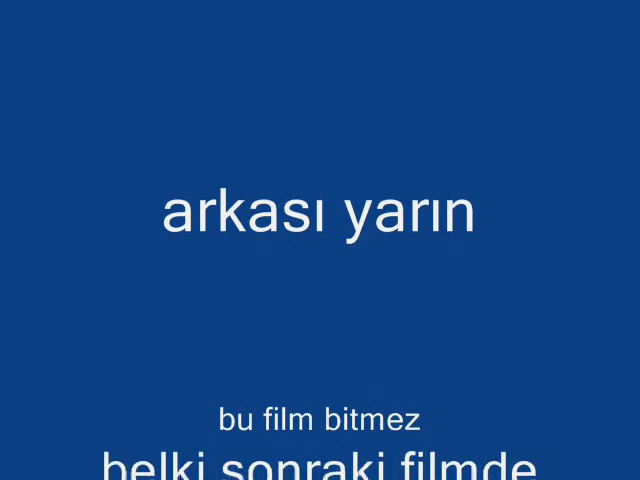 arkası yarın
bu film bitmez
belki sonraki filmde